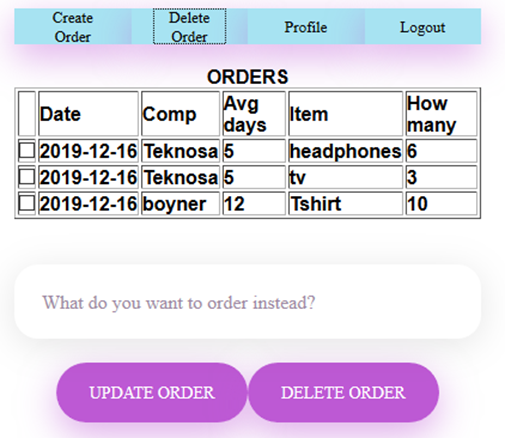 Create Order Delete Order Profile Logout
ORDERS
Date Comp Avg days Item How many
2019-12-16 Teknosa 5 headphones 6
2019-12-16 Teknosa 5 tv 3
2019-12-16 boyner 12 Tshirt 10
What do you want to order instead?
UPDATE ORDER DELETE ORDER